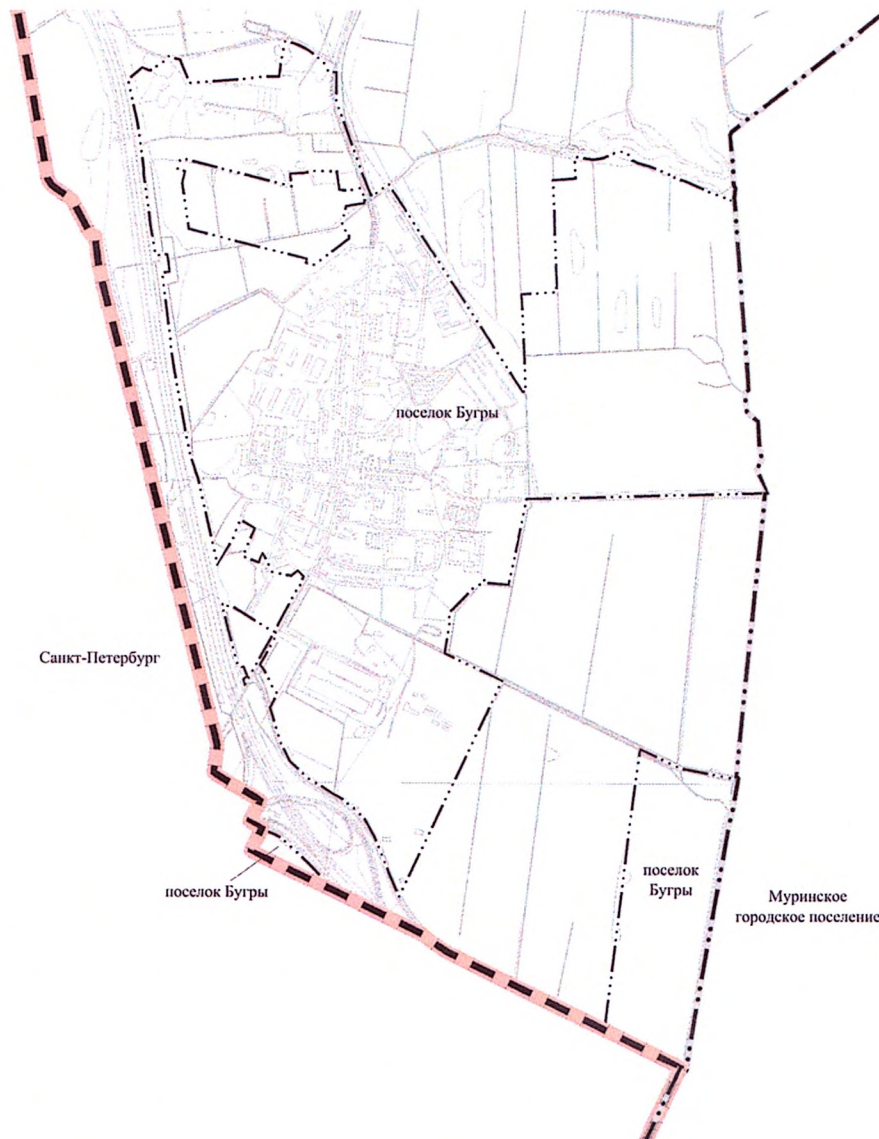 поселок Бугры
Санкт-Петербург
поселок Бугры
поселок
Бугры
Муринское
городское поселение